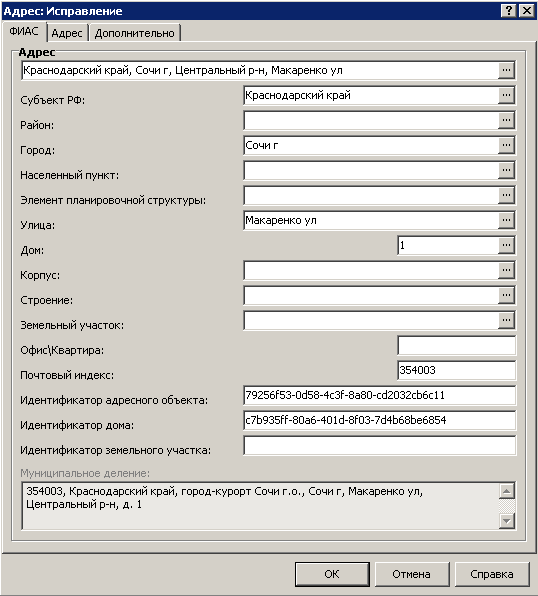 Адрес: Исправление
ФИАС Адрес Дополнительно
Адрес
Краснодарский край, Сочи г, Центральный р-н, Макаренко ул ...
Субъект РФ: Краснодарский край ...
Район: ...
Город: Сочи г ...
Населенный пункт: ...
Элемент планировочной структуры: ...
Улица: Макаренко ул ...
Дом: 1 ...
Корпус: ...
Строение: ...
Земельный участок: ...
Офис\Квартира:
Почтовый индекс: 354003
Идентификатор адресного объекта: 79256f53-0d58-4c3f-8a80-cd2032cb6c11
Идентификатор дома: c7b935ff-80a6-401d-8f03-7d4b68be6854
Идентификатор земельного участка:
Муниципальное деление:
354003, Краснодарский край, город-курорт Сочи г.о., Сочи г, Макаренко ул,
Центральный р-н, д. 1
ОК Отмена Справка